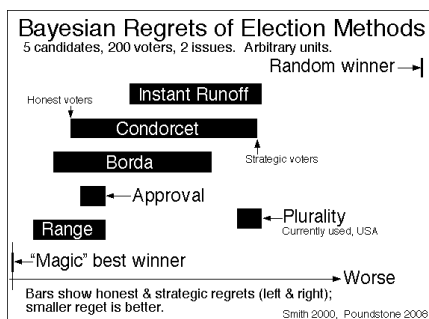 Bayesian Regrets of Election Methods
5 candidates, 200 voters, 2 issues. Arbitrary units.
Random winner
Instant Runoff
Honest voters
Condorcet
Strategic voters
Borda
Approval
Plurality
Currently used, USA
Range
"Magic" best winner
Worse
Bars show honest & strategic regrets (left & right);
smaller reget is better.
Smith 2000, Poundstone 2008